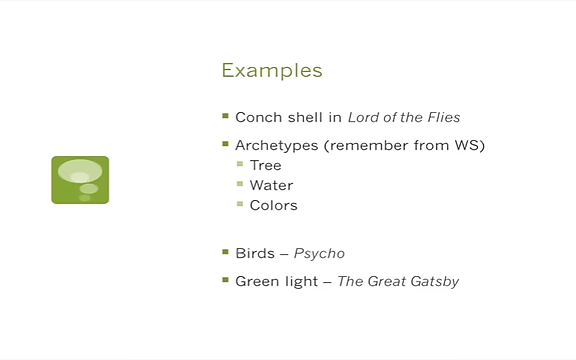 Examples
Conch shell in Lord of the Flies
Archetypes (remember from WS)
Tree
Water
Colors
Birds – Psycho
Green light – The Great Gatsby